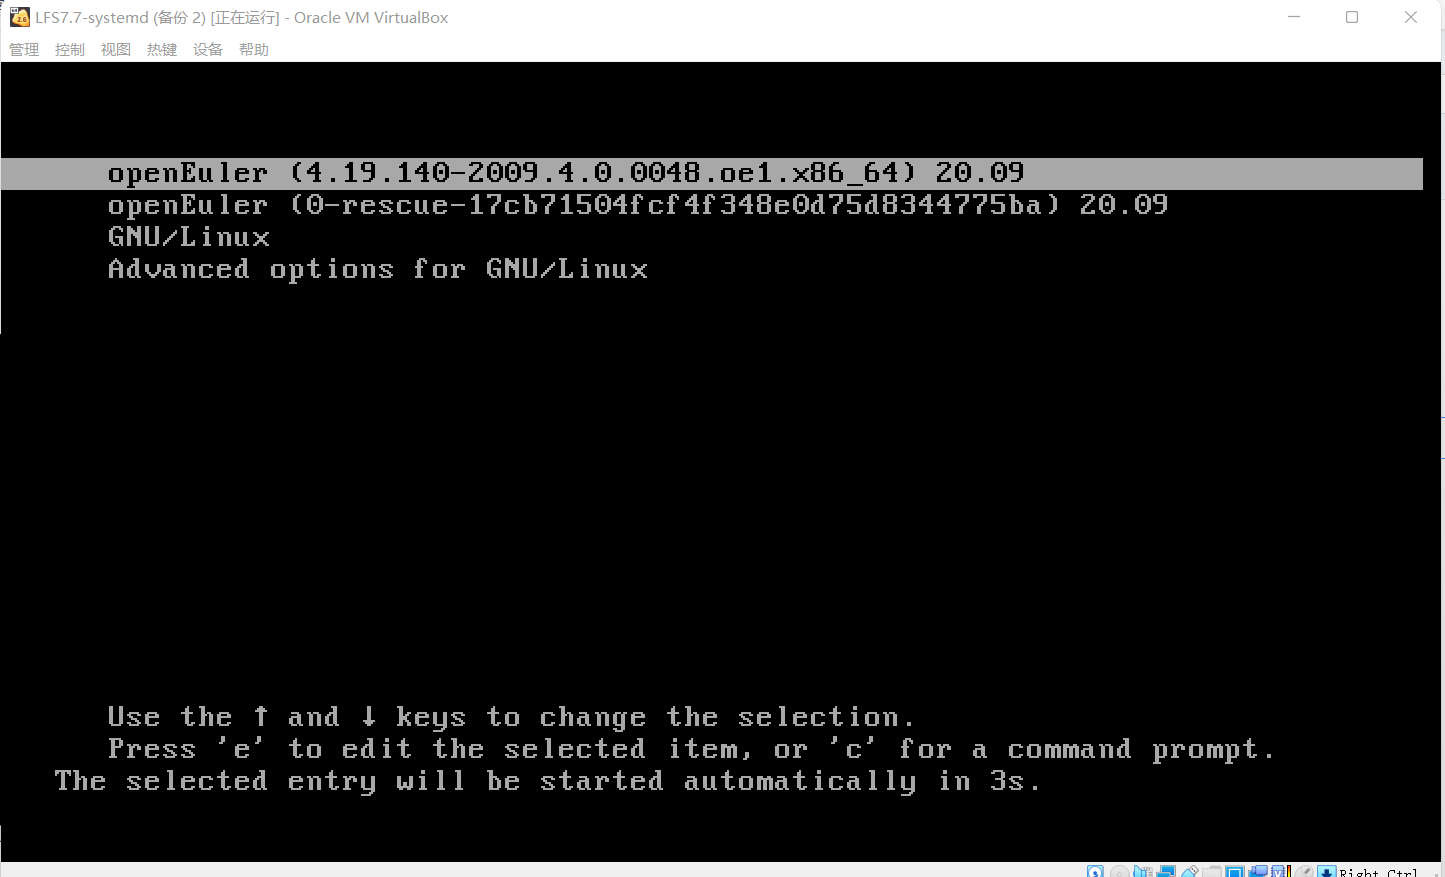 LFS7.7-systemd (备份 2) [正在运行] - Oracle VM VirtualBox
管理 控制 视图 热键 设备 帮助
openEuler (4.19.140-2009.4.0.0048.oe1.x86_64) 20.09
openEuler (0-rescue-17cb71504fcf4f348e0d75d8344775ba) 20.09
GNU/Linux
Advanced options for GNU/Linux
Use the ↑ and ↓ keys to change the selection.
Press 'e' to edit the selected item, or 'c' for a command prompt.
The selected entry will be started automatically in 3s.
Right Ctrl